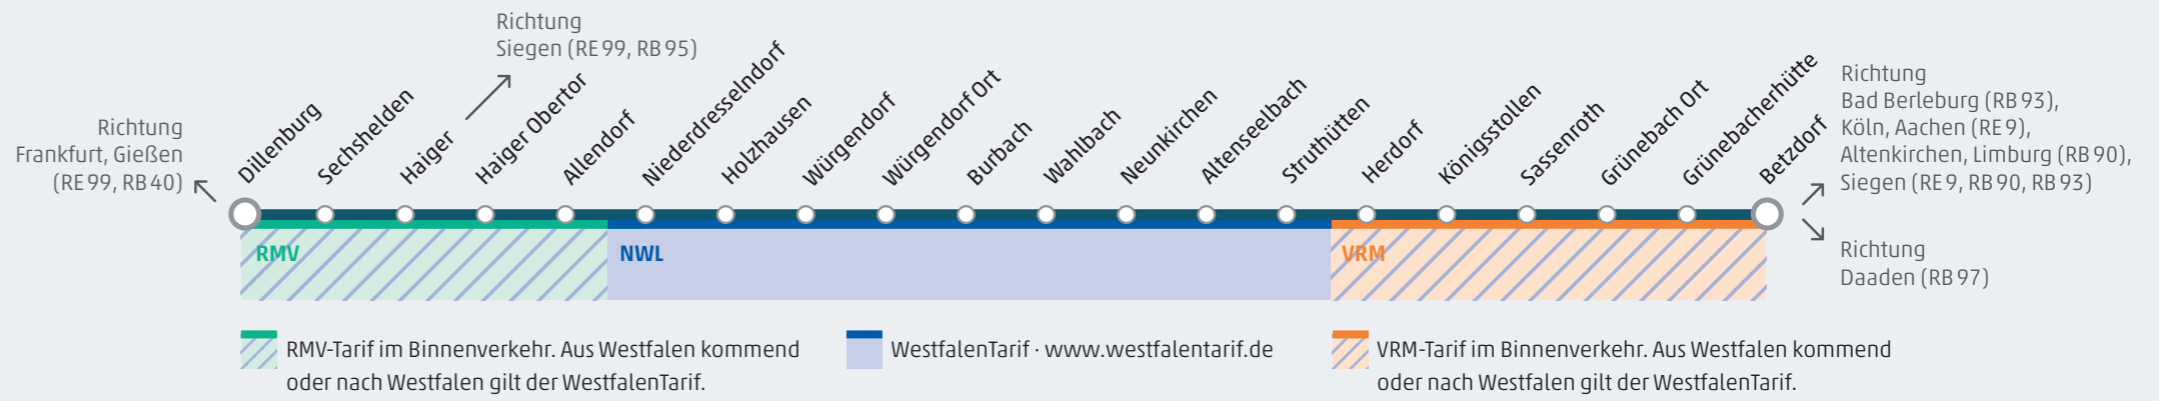 Richtung
Siegen (RE 99, RB 95)
Richtung
Frankfurt, Gießen
(RE 99, RB 40)
Dillenburg
Sechshelden
Haiger
Haiger Obertor
Allendorf
Niederdresselndorf
Holzhausen
Würgendorf
Würgendorf Ort
Burbach
Wahlbach
Neunkirchen
Altenseelbach
Struthütten
Herdorf
Königsstollen
Sassenroth
Grünebach Ort
Grünebacherhütte
Betzdorf
Richtung
Bad Berleburg (RB 93),
Köln, Aachen (RE 9),
Altenkirchen, Limburg (RB 90),
Siegen (RE 9, RB 90, RB 93)
Richtung
Daaden (RB 97)
RMV
NWL
VRM
RMV-Tarif im Binnenverkehr. Aus Westfalen kommend
oder nach Westfalen gilt der WestfalenTarif.
WestfalenTarif · www.westfalentarif.de
VRM-Tarif im Binnenverkehr. Aus Westfalen kommend
oder nach Westfalen gilt der WestfalenTarif.